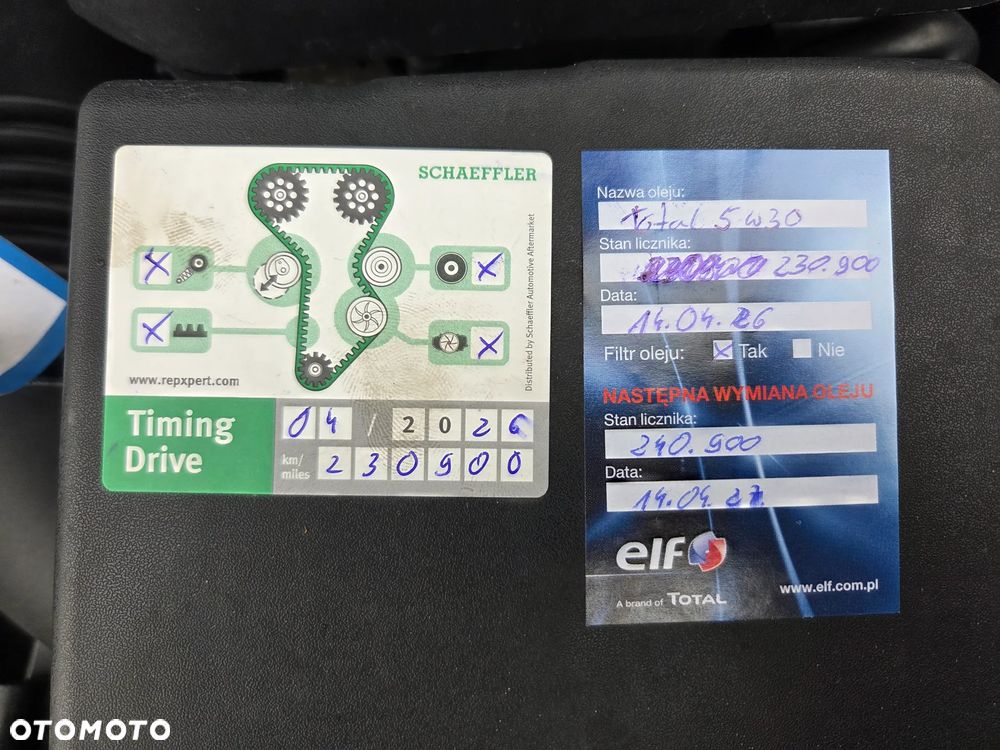 SCHAEFFLER
Distributed by Schaeffler Automotive Aftermarket
www.repxpert.com
Timing
Drive
04 / 2026
km/
miles
230900
Nazwa oleju:
Total 5w30
Stan licznika:
230.900
Data:
14.04.26
Filtr oleju: X Tak Nie
NASTĘPNA WYMIANA OLEJU
Stan licznika:
240.900
Data:
14.04.27
elf
A brand of TOTAL
www.elf.com.pl
OTOMOTO